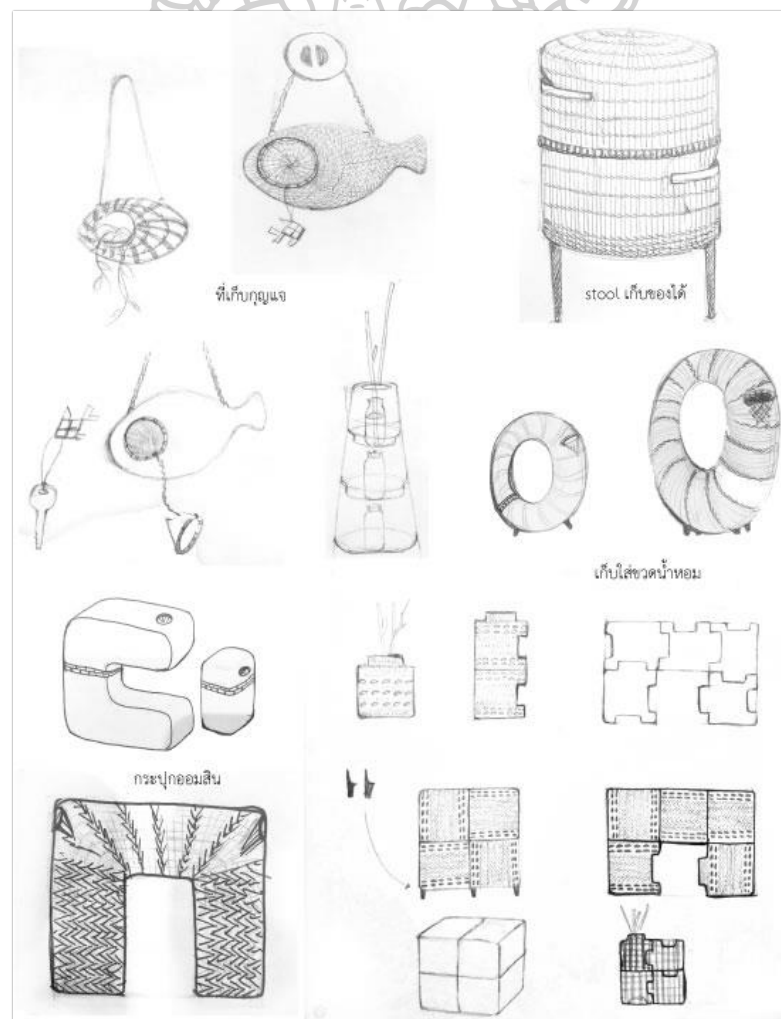 ที่เก็บกุญแจ
stool เก็บของได้
เก็บใส่ขวดน้ำหอม
กระปุกออมสิน